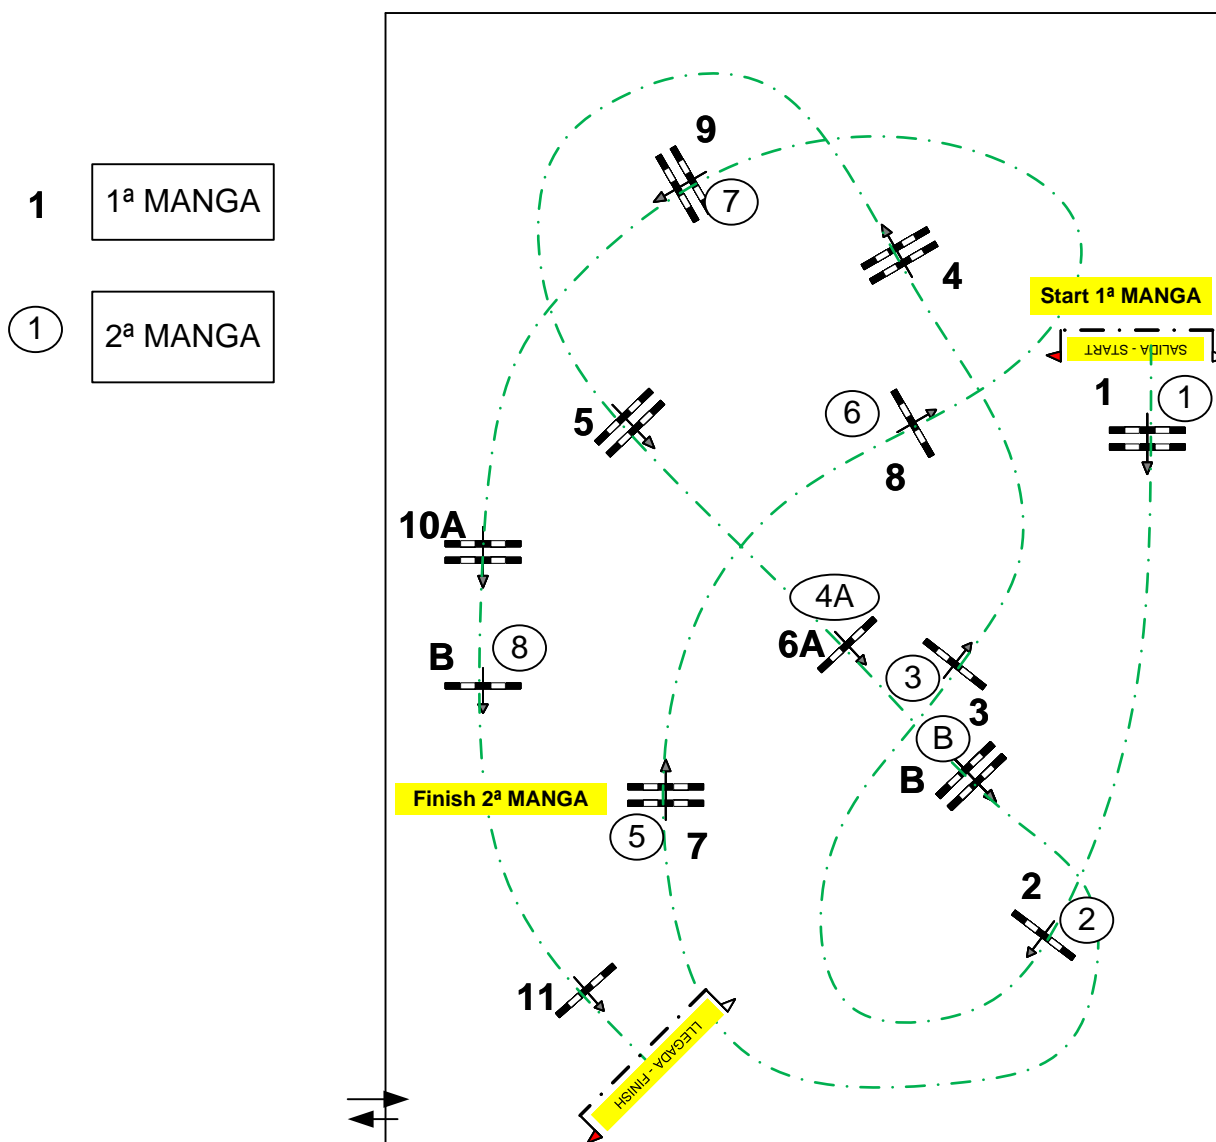 9
7
1 1ª MANGA
4
Start 1ª MANGA
1 2ª MANGA
SALIDA - START
1 1
5
6
8
10A
4A
6A
B 8
3
3
B
B
Finish 2ª MANGA
5 7
2
2
11
LLEGADA - FINISH